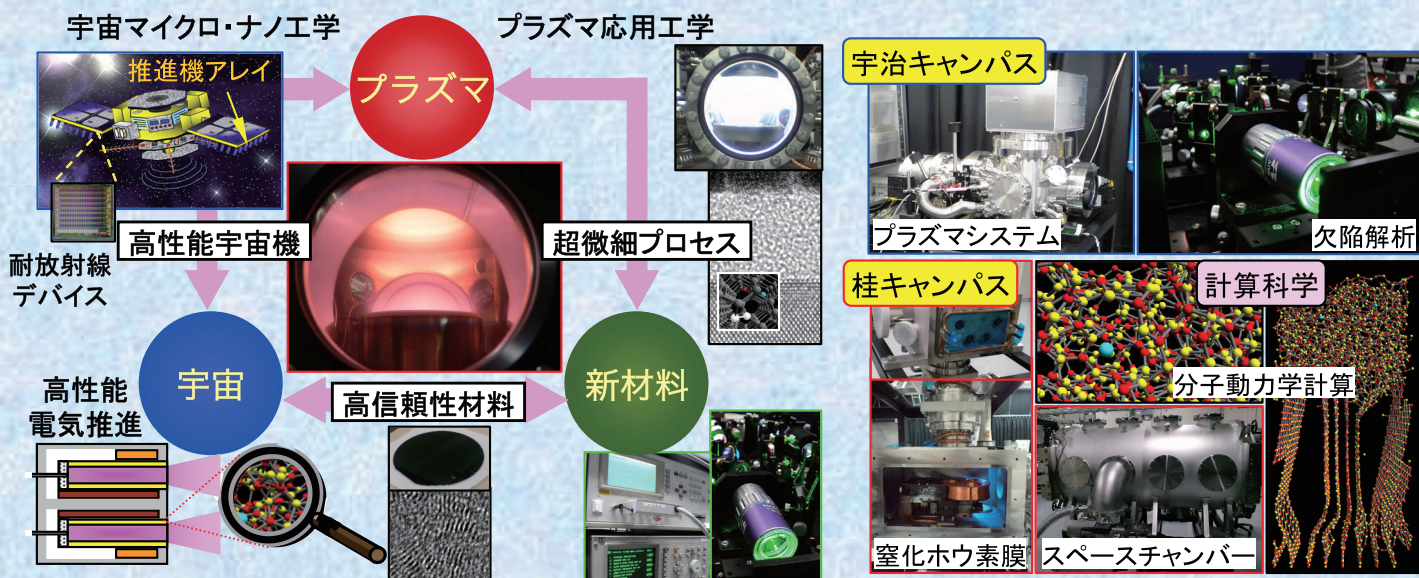 宇宙マイクロ・ナノ工学
プラズマ応用工学
推進機アレイ
プラズマ
耐放射線
デバイス
高性能宇宙機
超微細プロセス
宇宙
新材料
高信頼性材料
高性能
電気推進
宇治キャンパス
プラズマシステム
欠陥解析
桂キャンパス
計算科学
分子動力学計算
窒化ホウ素膜
スペースチャンバー